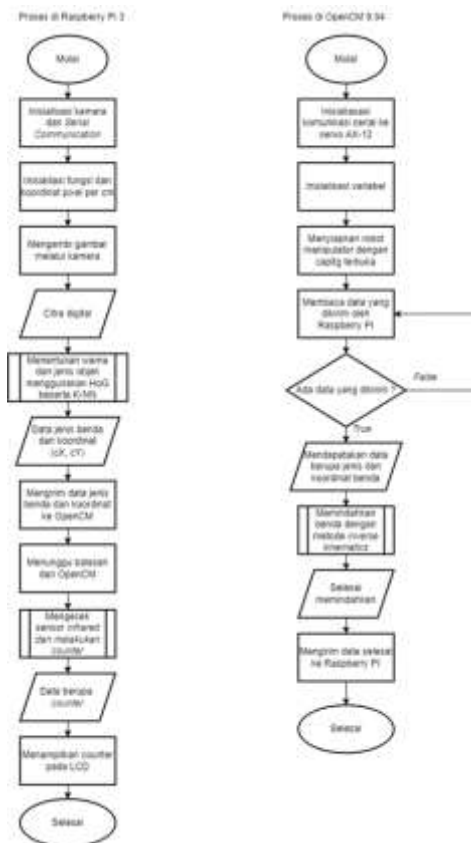 Proses di Raspberry Pi 3
Mulai
Inisialisasi kamera
dan Serial
Communication
Inisialisasi fungsi dan
koordinat pixel per cm
Mengambil gambar
melalui kamera
Citra digital
Menentukan warna
dan jenis objek
menggunakan HoG
beserta K-NN
Data jenis benda
dan koordinat
(cX, cY)
Mengirim data jenis
benda dan koordinat
ke OpenCM
Menunggu balasan
dari OpenCM
Mengecek
sensor infrared
dan melakukan
counter
Data berupa
counter
Menampilkan counter
pada LCD
Selesai
Proses di OpenCM 9.04
Mulai
Inisialisasi
komunikasi serial ke
servo AX-12
Inisialisasi variabel
Menyiapkan robot
manipulator dengan
capitg terbuka
Membaca data yang
dikirim oleh
Raspberry Pi
Ada data yang dikirim ?
False
True
Mendapatakan data
berupa jenis dan
koordinat benda
Memindahkan
benda dengan
metode inverse
kinematics
Selesai
memindahkan
Mengirim data selesai
ke Raspberry Pi
Selesai